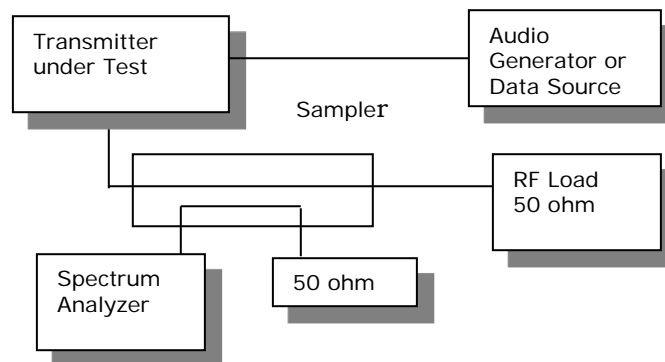 Transmitter
under Test
Audio
Generator or
Data Source
Sampler
RF Load
50 ohm
Spectrum
Analyzer
50 ohm